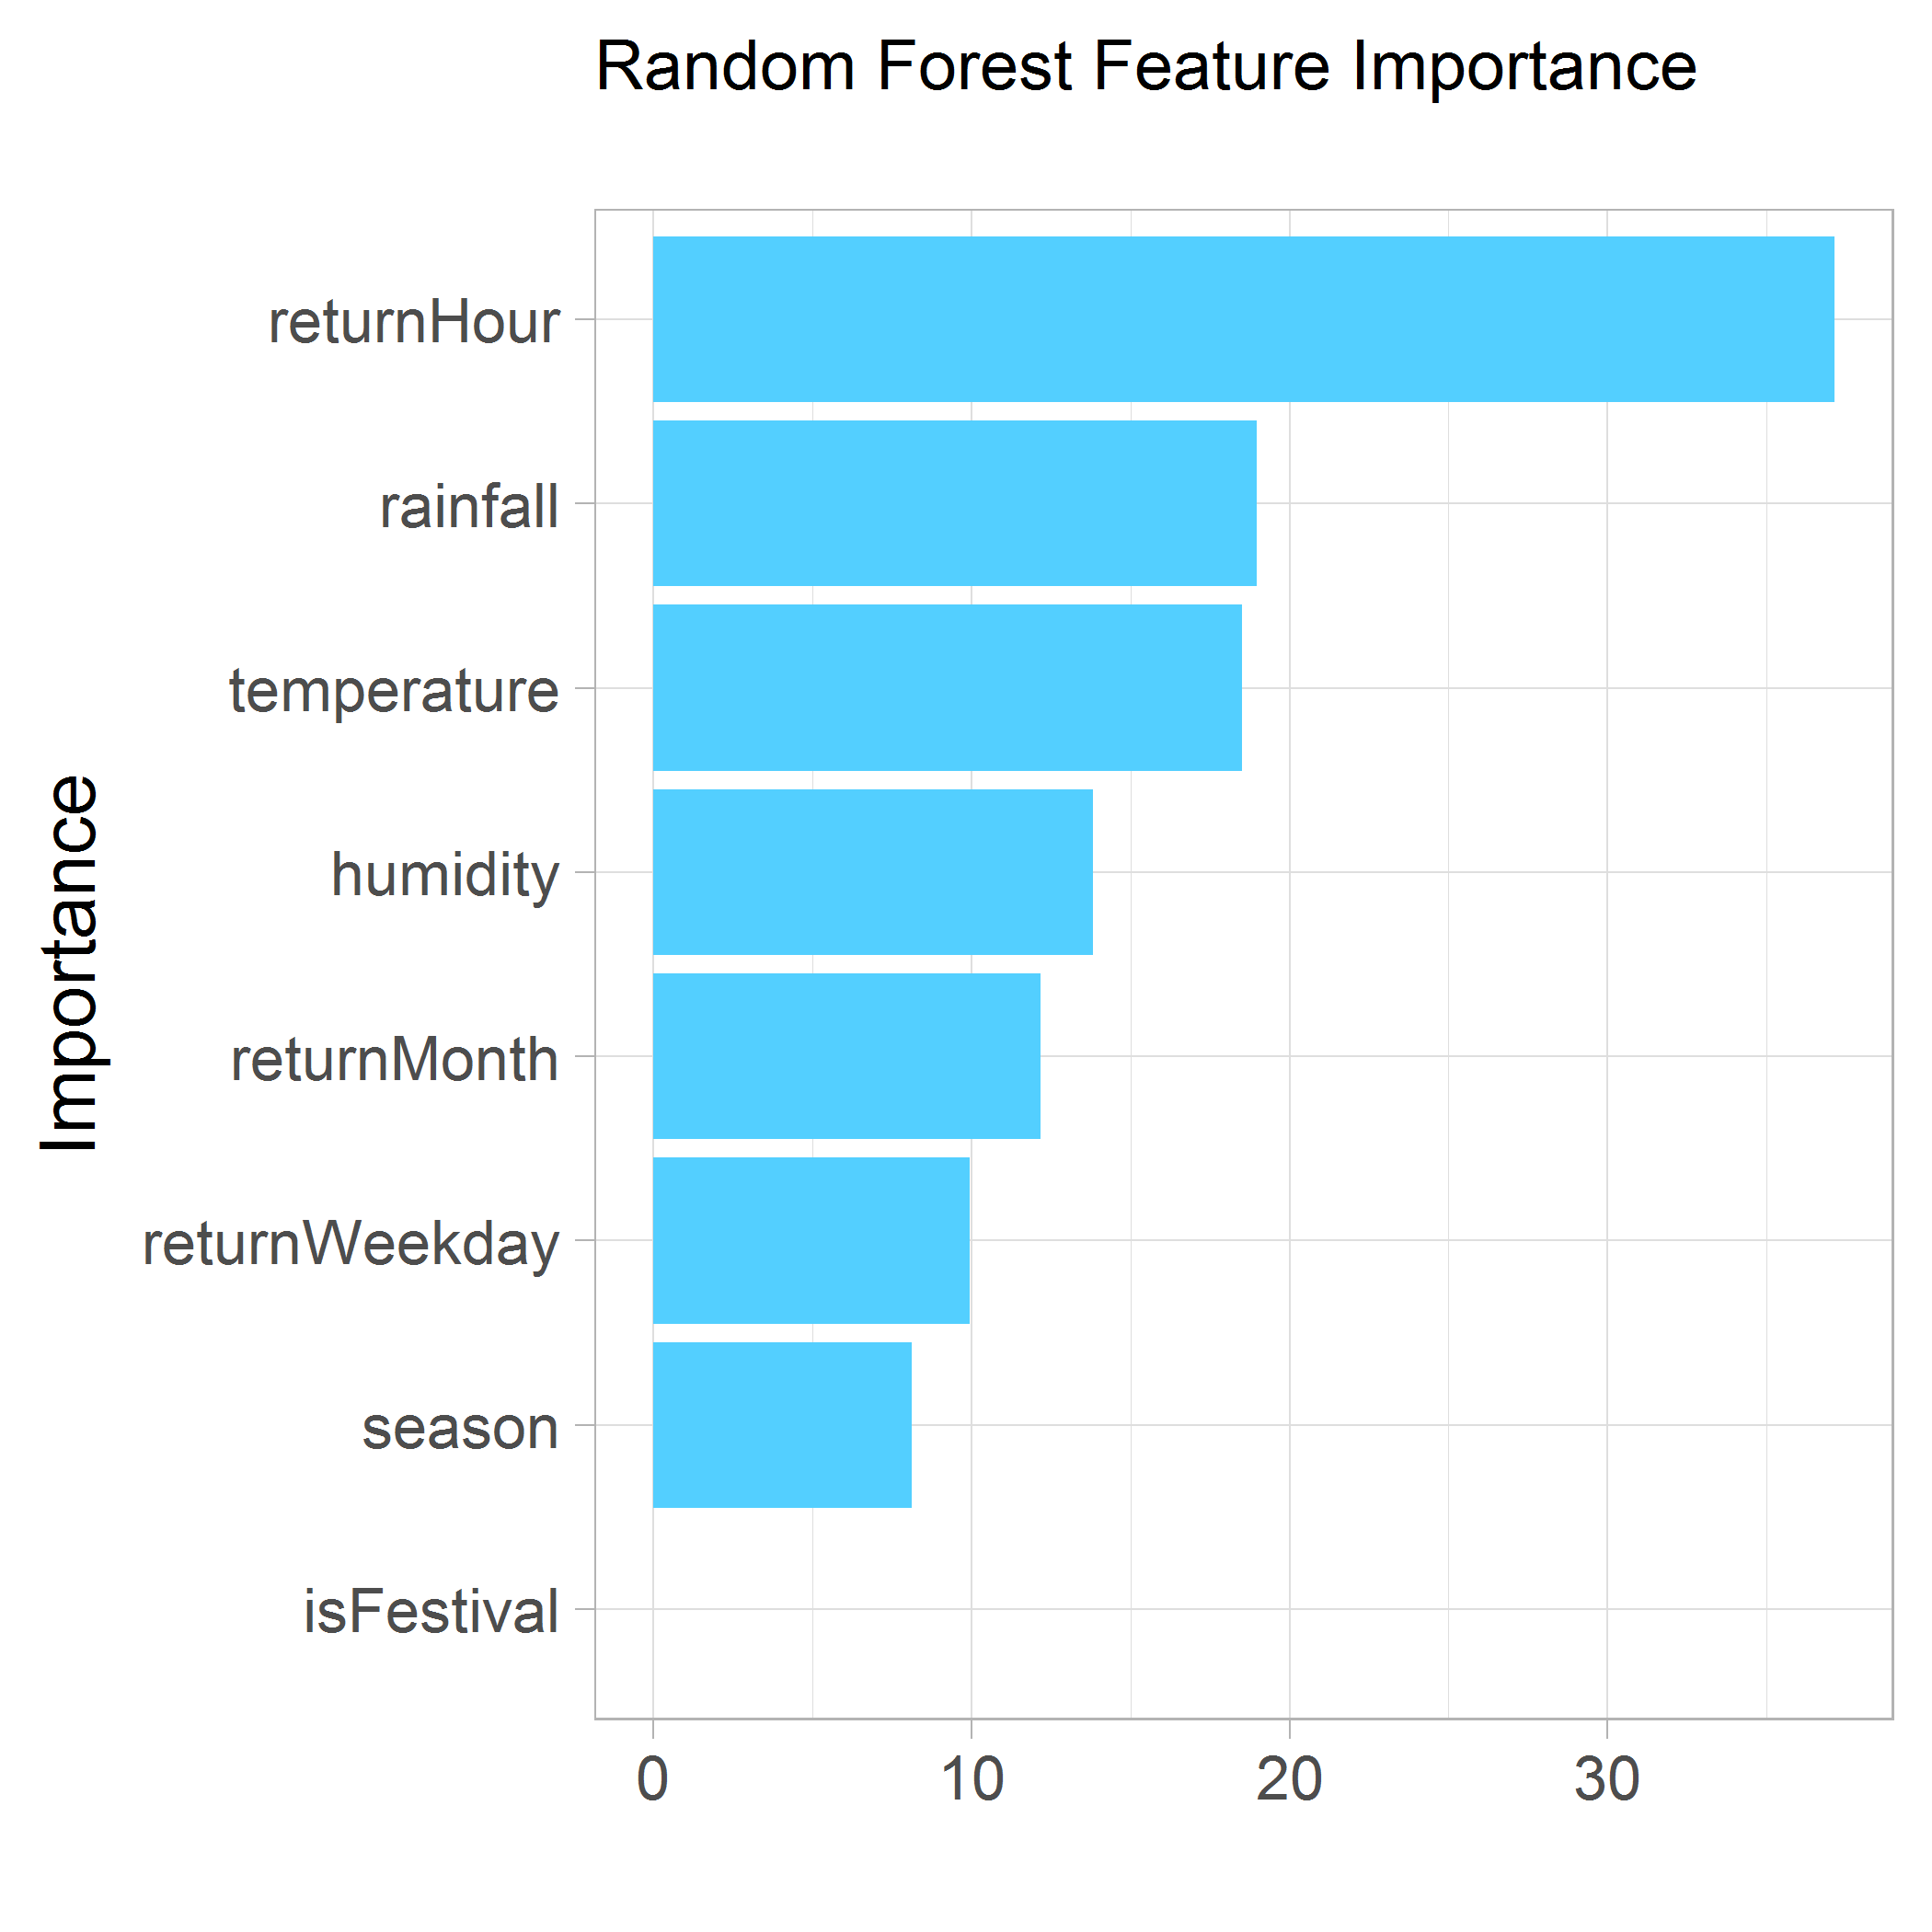 Random Forest Feature Importance
Importance
returnHour
rainfall
temperature
humidity
returnMonth
returnWeekday
season
isFestival
0 10 20 30